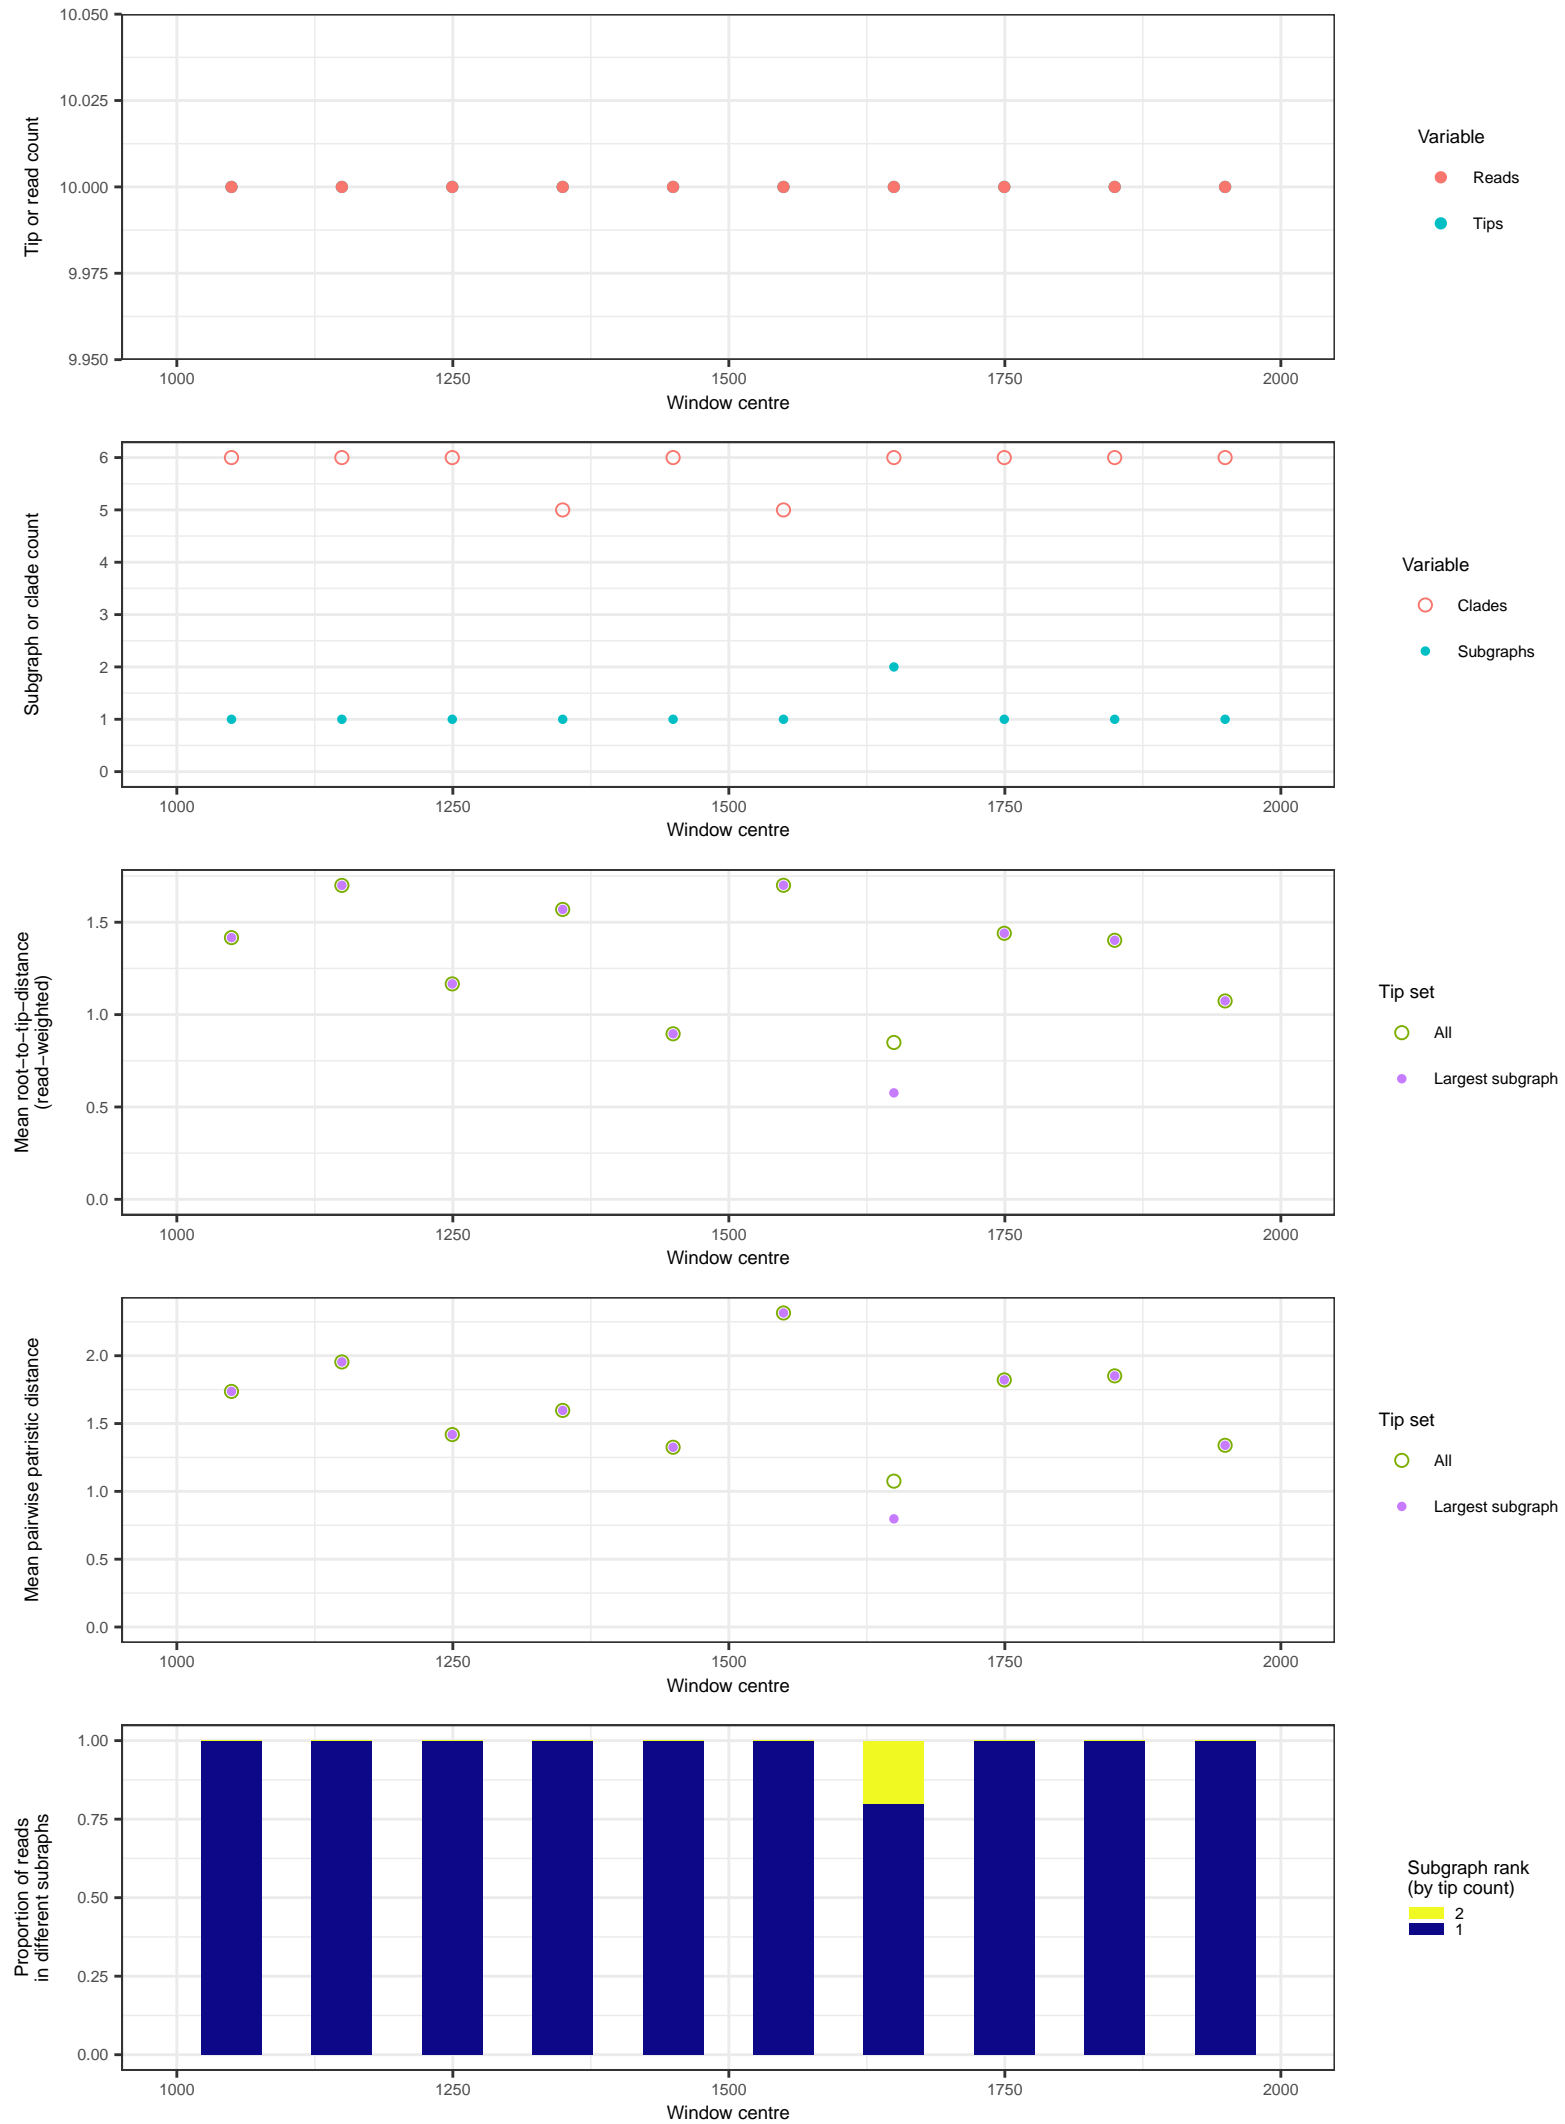 10.050
10.025
10.000
9.975
9.950
Tip or read count
1000 1250 1500 1750 2000
Window centre
Variable
Reads
Tips
6
5
4
3
2
1
0
Subgraph or clade count
1000 1250 1500 1750 2000
Window centre
Variable
Clades
Subgraphs
1.5
1.0
0.5
0.0
Mean root−to−tip−distance
(read−weighted)
1000 1250 1500 1750 2000
Window centre
Tip set
All
Largest subgraph
2.0
1.5
1.0
0.5
0.0
Mean pairwise patristic distance
1000 1250 1500 1750 2000
Window centre
Tip set
All
Largest subgraph
1.00
0.75
0.50
0.25
0.00
Proportion of reads
in different subraphs
1000 1250 1500 1750 2000
Window centre
Subgraph rank
(by tip count)
2
1